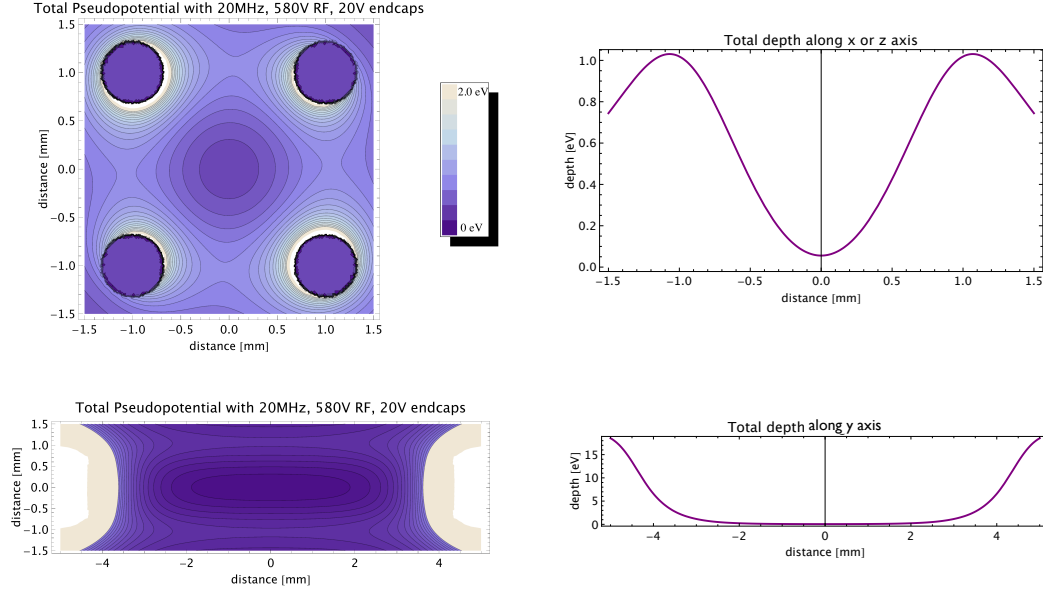 Total Pseudopotential with 20MHz, 580V RF, 20V endcaps
1.5
1.0
0.5
0.0
−0.5
−1.0
−1.5
distance [mm]
−1.5 −1.0 −0.5 0.0 0.5 1.0 1.5
distance [mm]
2.0 eV
0 eV
Total depth along x or z axis
1.0
0.8
0.6
0.4
0.2
0.0
depth [eV]
−1.5 −1.0 −0.5 0.0 0.5 1.0 1.5
distance [mm]
Total Pseudopotential with 20MHz, 580V RF, 20V endcaps
1.5
1.0
0.5
0.0
−0.5
−1.0
−1.5
distance [mm]
−4 −2 0 2 4
distance [mm]
Total depth along y axis
15
10
5
0
depth [eV]
−4 −2 0 2 4
distance [mm]